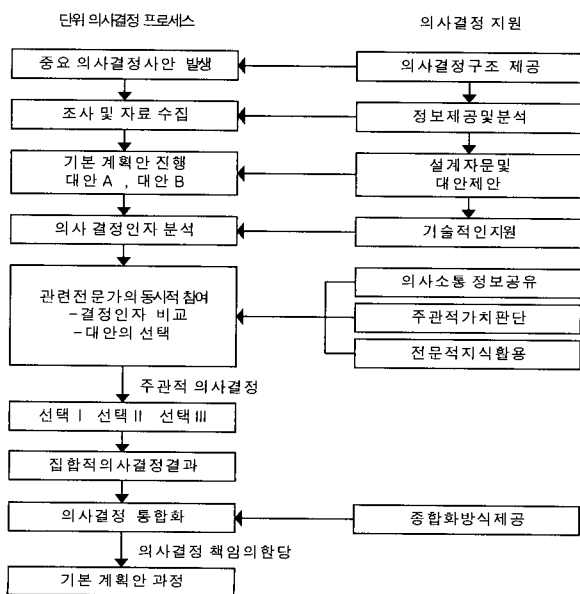 단위 의사결정 프로세스
의사결정 지원
중요 의사결정사안 발생
의사결정구조 제공
조사 및 자료 수집
정보제공및분석
기본 계획안 진행
대안 A , 대안 B
설계자문및
대안제안
의사 결정인자 분석
기술적인지원
관련전문가의동시적참여
-결정인자 비교
-대안의 선택
의사소통 정보공유
주관적가치판단
전문적지식활용
주관적 의사결정
선택 Ⅰ 선택 Ⅱ 선택 Ⅲ
집합적의사결정결과
의사결정 통합화
종합화방식제공
의사결정 책임의한당
기본 계획안 과정